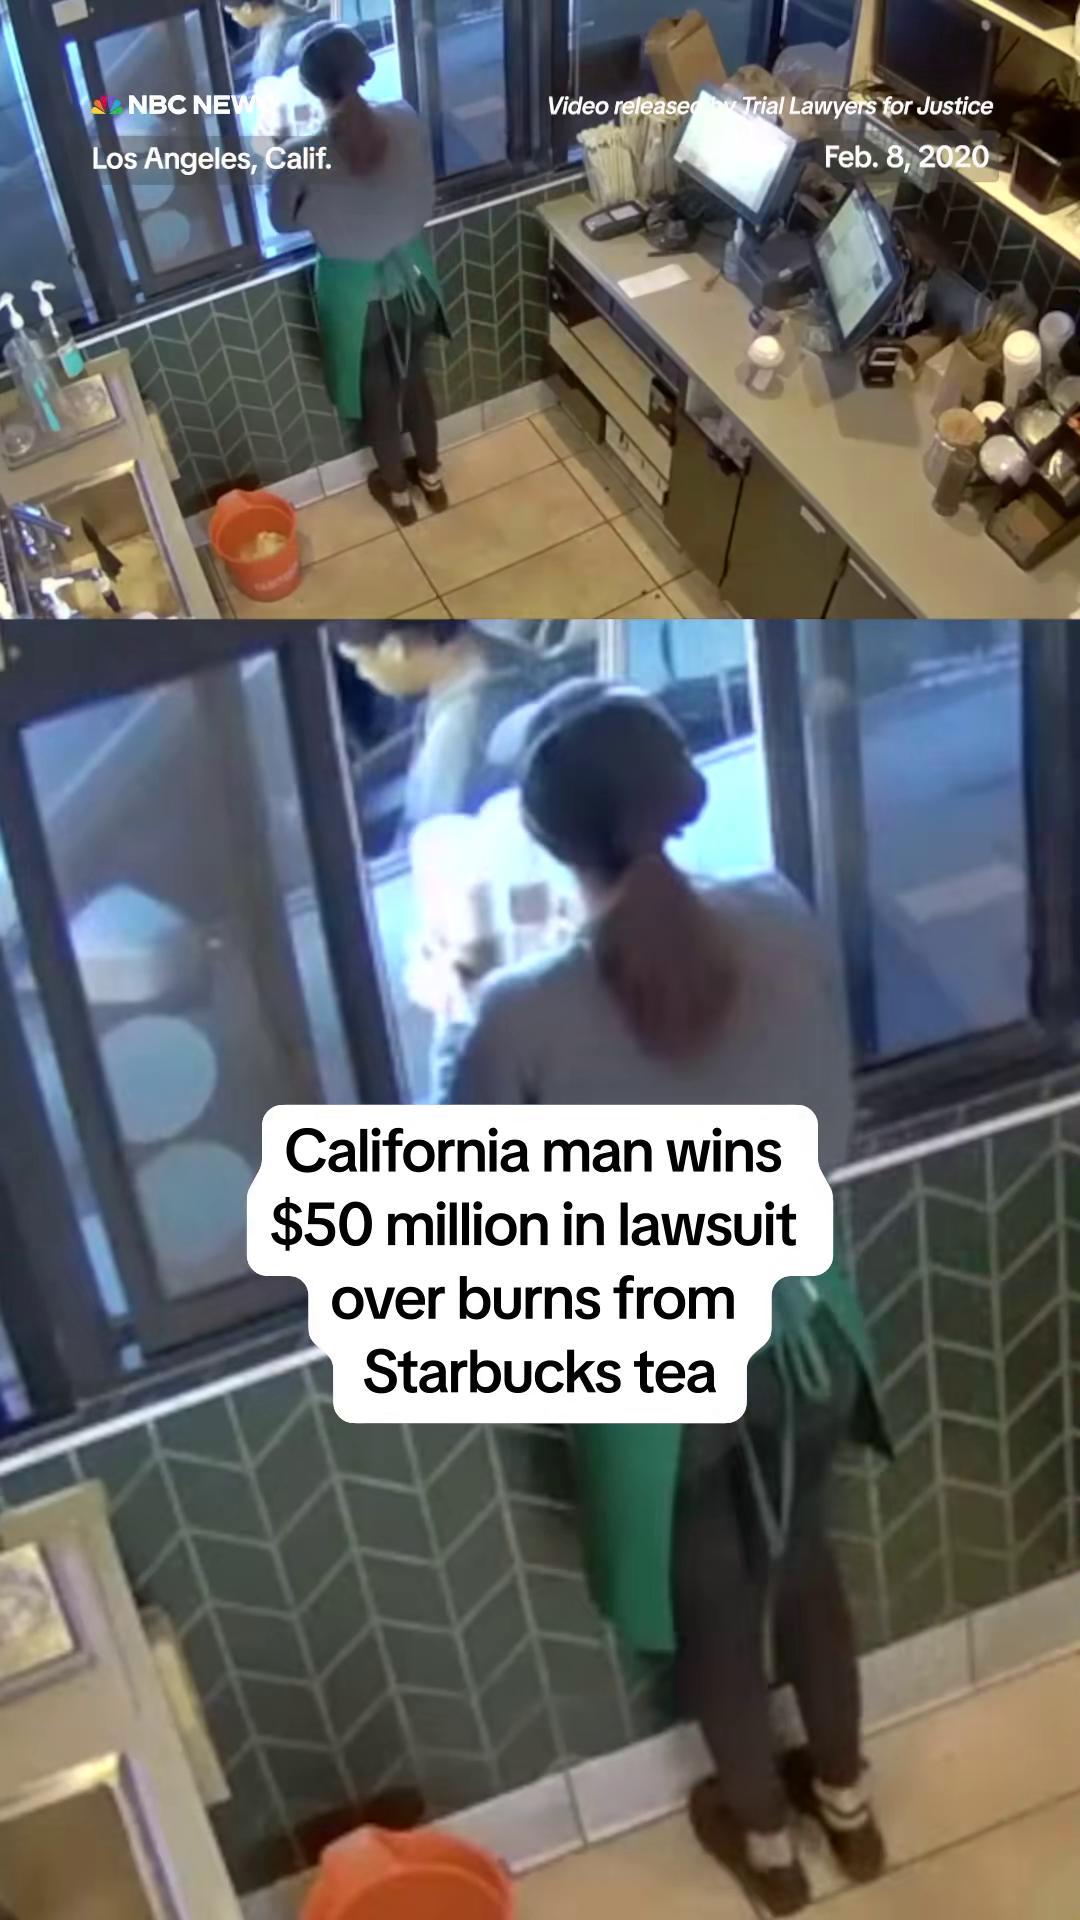 NBC NEWS
Video released by Trial Lawyers for Justice
Los Angeles, Calif.
Feb. 8, 2020
California man wins
$50 million in lawsuit
over burns from
Starbucks tea